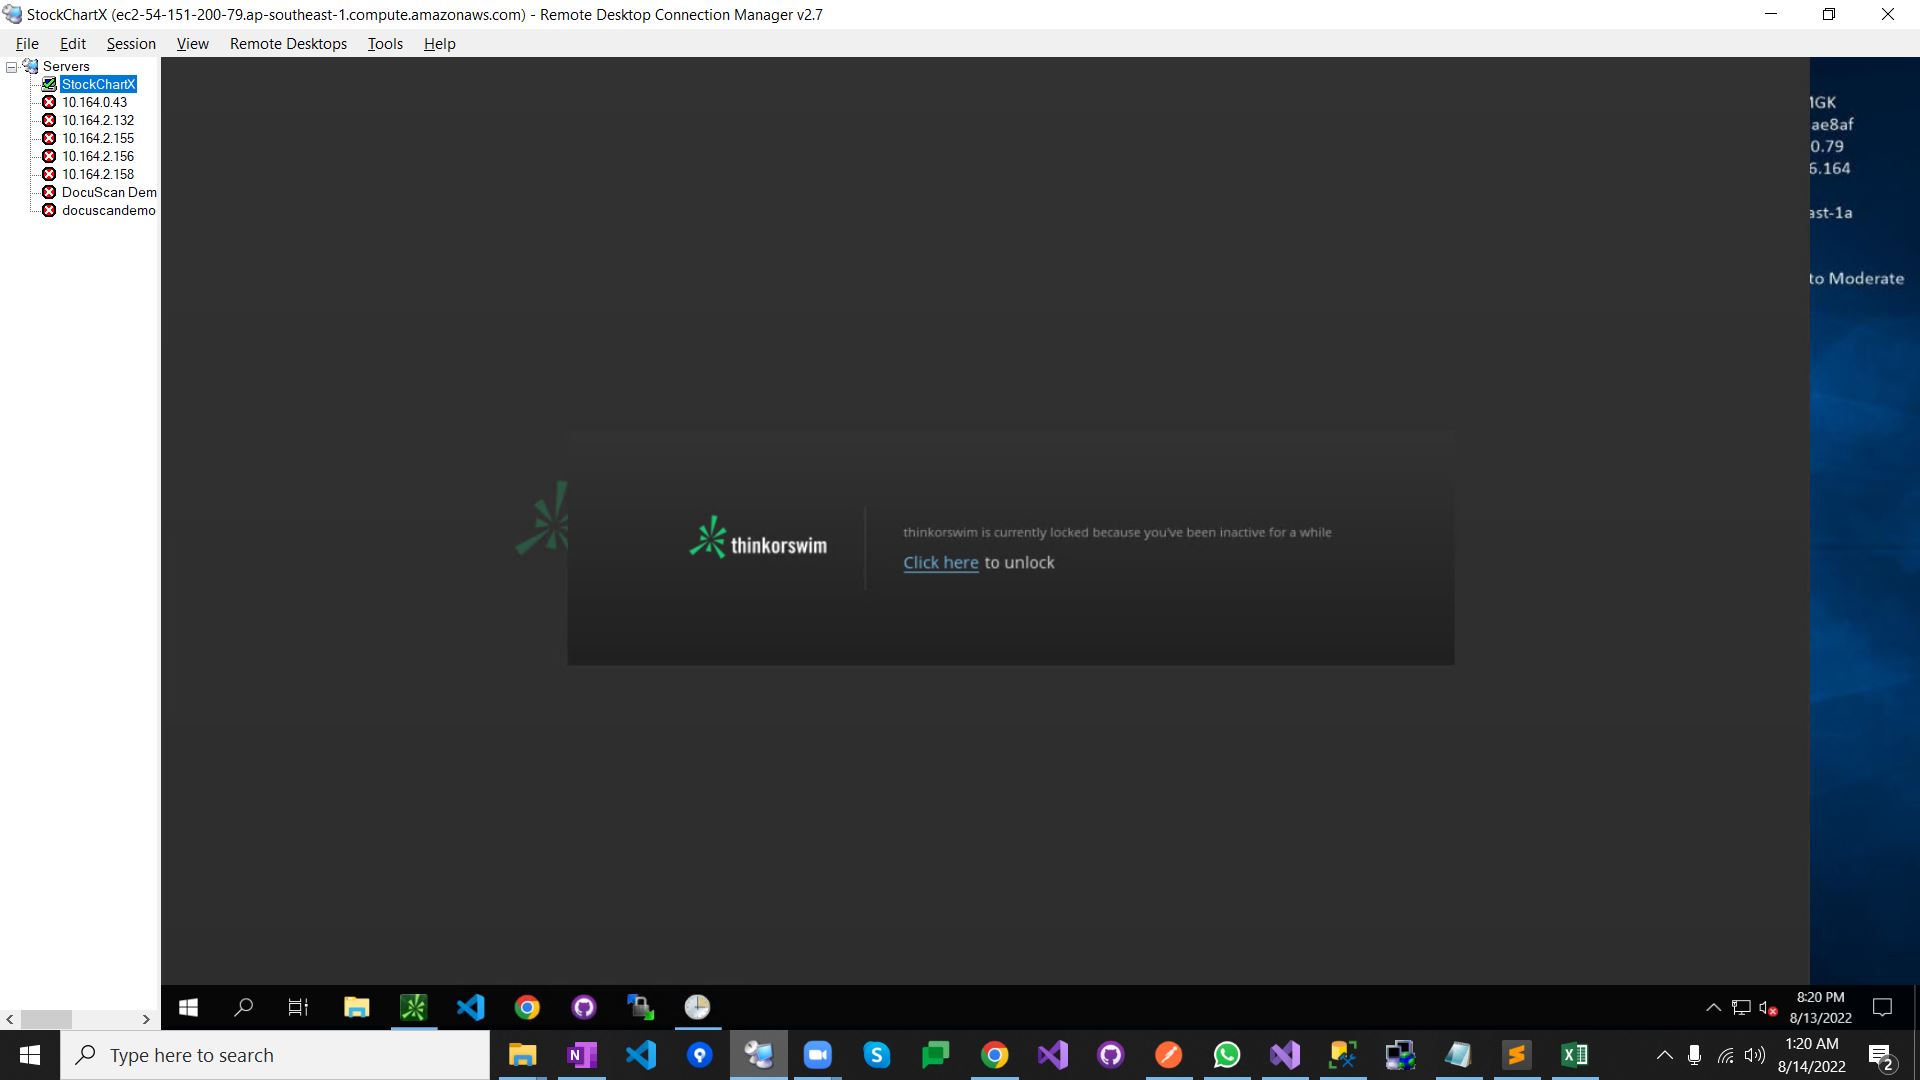 StockChartX (ec2-54-151-200-79.ap-southeast-1.compute.amazonaws.com) - Remote Desktop Connection Manager v2.7
File Edit Session View Remote Desktops Tools Help
Servers
StockChartX
10.164.0.43
10.164.2.132
10.164.2.155
10.164.2.156
10.164.2.158
DocuScan Dem
docuscandemo
ae8af
0.79
6.164
ast-1a
to Moderate
thinkorswim
thinkorswim is currently locked because you've been inactive for a while
Click here to unlock
8:20 PM
8/13/2022
Type here to search
1:20 AM
8/14/2022
2